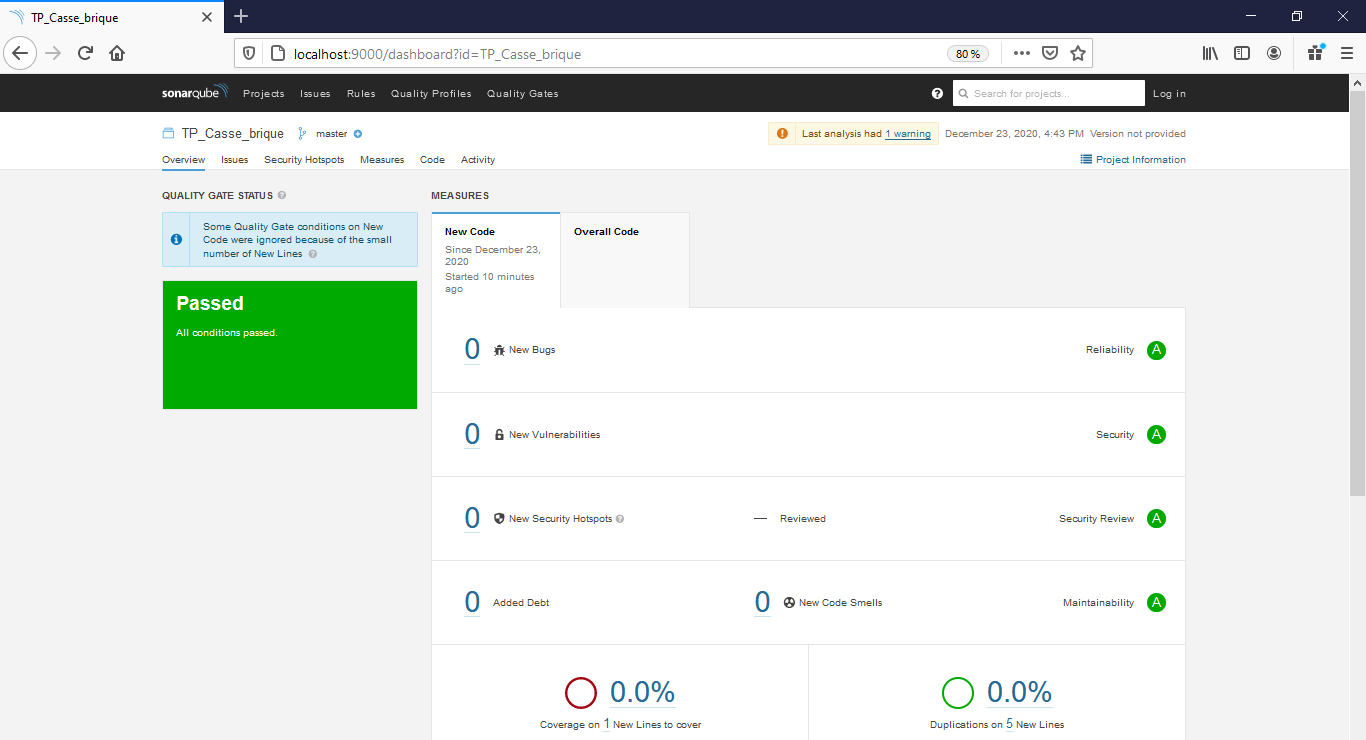 TP_Casse_brique
localhost:9000/dashboard?id=TP_Casse_brique
80 %
sonarqube Projects Issues Rules Quality Profiles Quality Gates
Search for projects...
Log in
TP_Casse_brique master
Last analysis had 1 warning
December 23, 2020, 4:43 PM Version not provided
Overview Issues Security Hotspots Measures Code Activity
Project Information
QUALITY GATE STATUS
Some Quality Gate conditions on New
Code were ignored because of the small
number of New Lines
Passed
All conditions passed.
MEASURES
New Code
Since December 23,
2020
Started 10 minutes
ago
Overall Code
0 New Bugs
Reliability A
0 New Vulnerabilities
Security A
0 New Security Hotspots
— Reviewed
Security Review A
0 Added Debt
0 New Code Smells
Maintainability A
0.0%
Coverage on 1 New Lines to cover
0.0%
Duplications on 5 New Lines